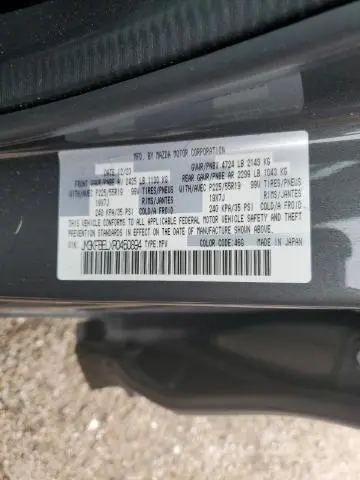 MFD. BY MAZDA MOTOR CORPORATION
DATE 12/23 GVWR/PNBV 4724 LB 2143 KG
FRONT GAWR/PNBE AV 2425 LB 1100 KG REAR GAWR/PNBE AR 2299 LB 1043 KG
WITH/AVEC P225/55R19 99V TIRES/PNEUS WITH/AVEC P225/55R19 99V TIRES/PNEUS
19X7J RIMS/JANTES 19X7J RIMS/JANTES
240 KPA/35 PSI COLD/A FROID 240 KPA/35 PSI COLD/A FROID
THIS VEHICLE CONFORMS TO ALL APPLICABLE FEDERAL MOTOR VEHICLE SAFETY AND THEFT
PREVENTION STANDARDS IN EFFECT ON THE DATE OF MANUFACTURE SHOWN ABOVE.
TYPE:MPV COLOR CODE:46G MADE IN JAPAN